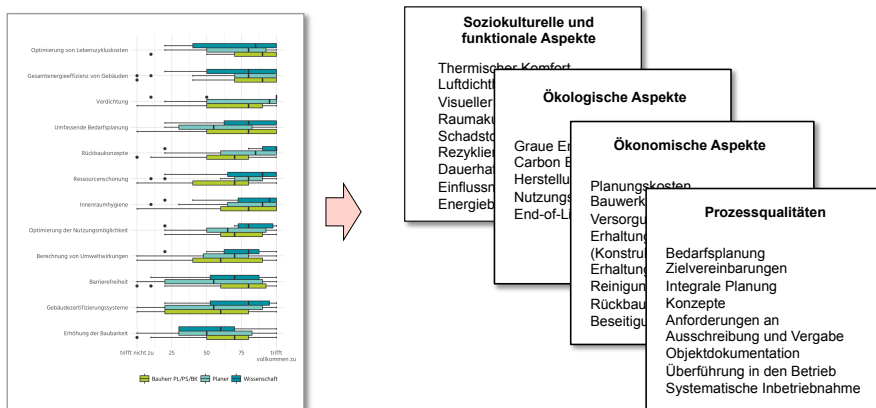 Optimierung von Lebenszykluskosten
Gesamtenergieeffizienz von Gebäuden
Verdichtung
Umfassende Bedarfsplanung
Rückbaukonzepte
Ressourcenschonung
Innenraumhygiene
Optimierung der Nutzungsmöglichkeit
Berechnung von Umweltwirkungen
Barrierefreiheit
Gebäudezertifizierungssysteme
Erhöhung der Baubarkeit
trifft nicht zu 25 50 75 trifft
vollkommen zu
Bauherr PL/PS/BK Planer Wissenschaft
Soziokulturelle und
funktionale Aspekte
Thermischer Komfort
Luftdichth
Visueller
Raumaku
Schadsto
Rezyklier
Dauerhaf
Einflussn
Energieb
Ökologische Aspekte
Graue En
Carbon E
Herstellu
Nutzungs
End-of-Li
Ökonomische Aspekte
Planungskosten
Bauwerk
Versorgu
Erhaltung
(Konstruk
Erhaltung
Reinigun
Rückbau
Beseitigu
Prozessqualitäten
Bedarfsplanung
Zielvereinbarungen
Integrale Planung
Konzepte
Anforderungen an
Ausschreibung und Vergabe
Objektdokumentation
Überführung in den Betrieb
Systematische Inbetriebnahme